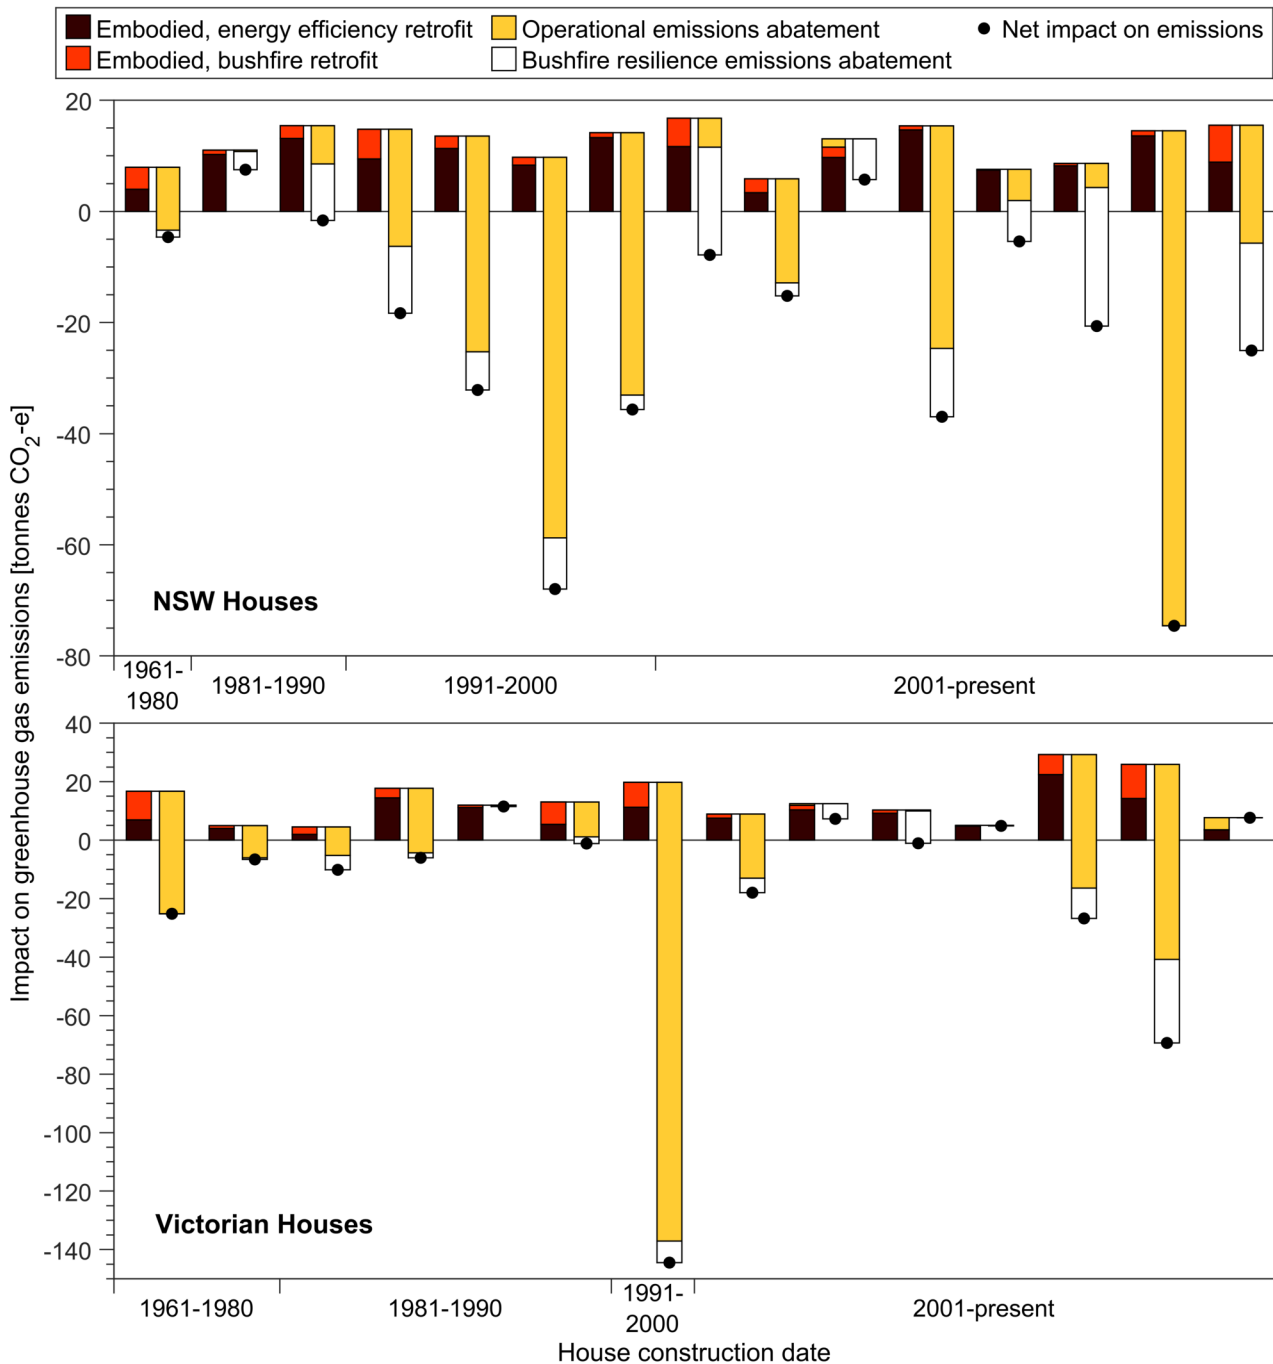 Embodied, energy efficiency retrofit
Operational emissions abatement
Net impact on emissions
Embodied, bushfire retrofit
Bushfire resilience emissions abatement
Impact on greenhouse gas emissions [tonnes CO2-e]
20
0
-20
-40
-60
-80
NSW Houses
1961-
1980
1981-1990
1991-2000
2001-present
40
20
0
-20
-40
-60
-80
-100
-120
-140
Victorian Houses
1961-1980
1981-1990
1991-
2000
2001-present
House construction date